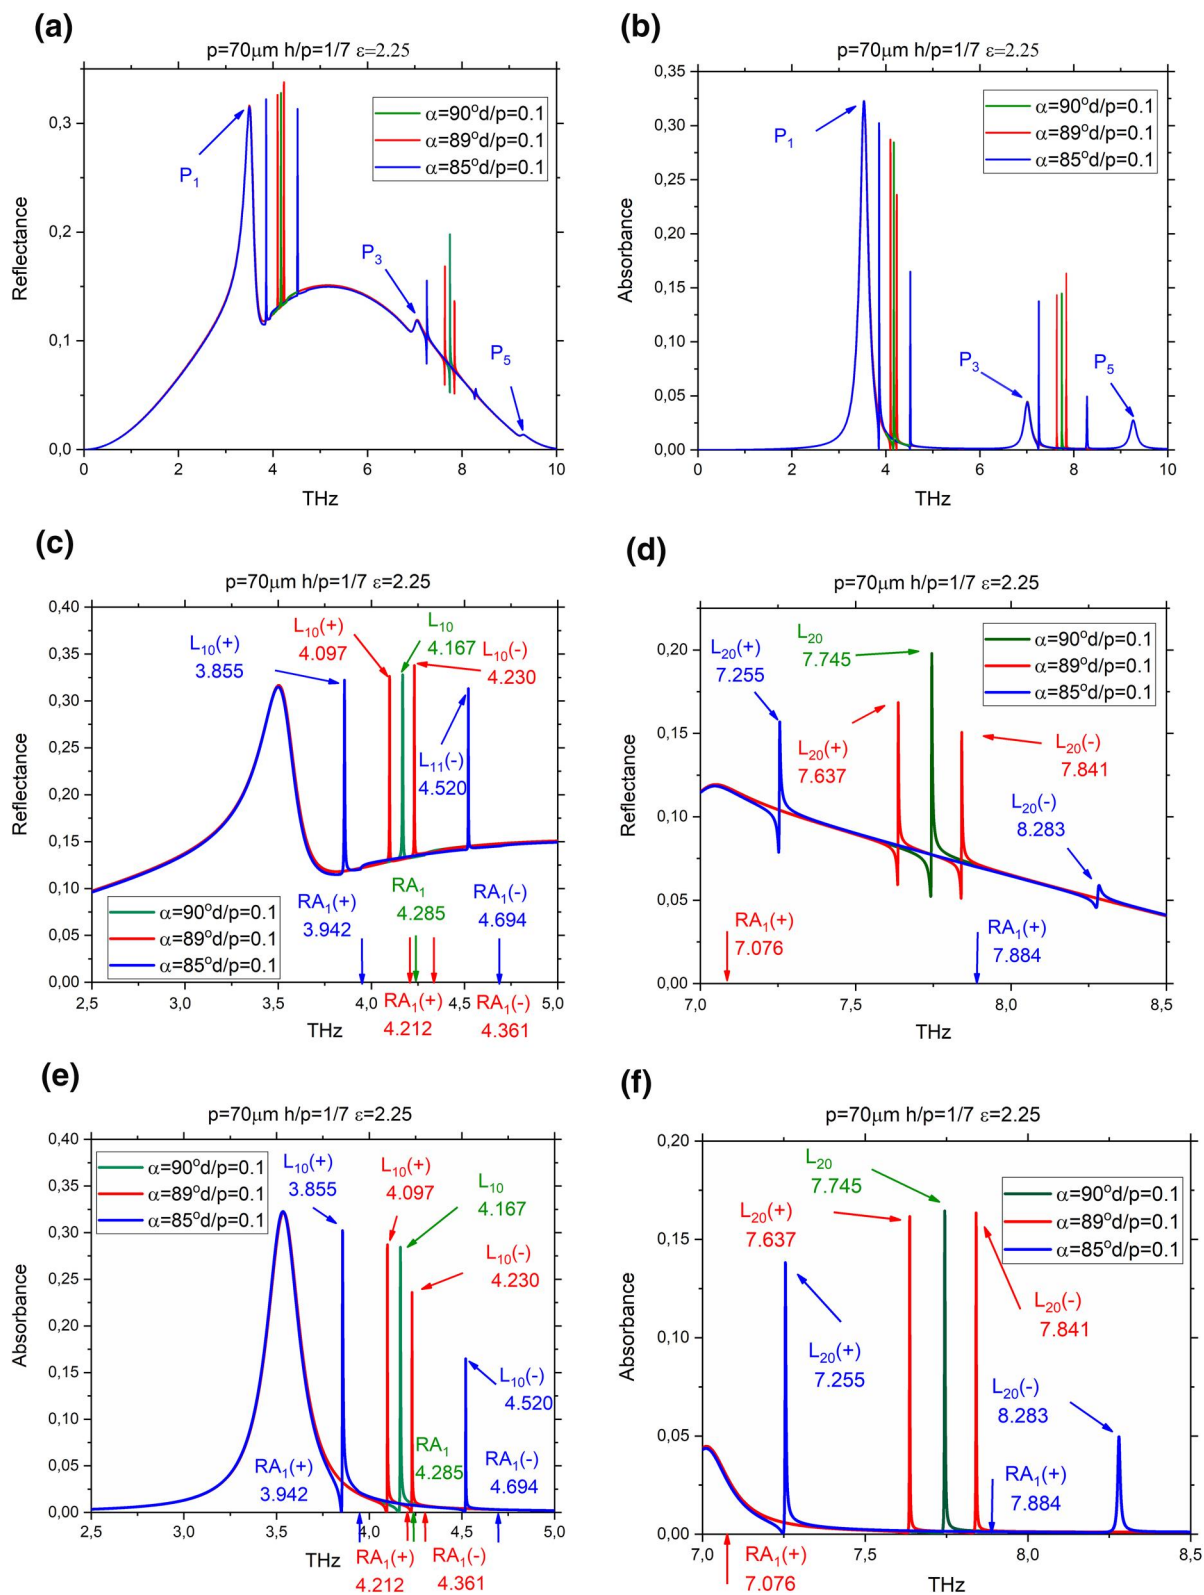 (a)
p=70μm h/p=1/7 ε=2.25
Reflectance
0,3
0,2
0,1
0,0
P1
P3
P5
α=90°d/p=0.1
α=89°d/p=0.1
α=85°d/p=0.1
0 2 4 6 8 10
THz
(b)
p=70μm h/p=1/7 ε=2.25
Absorbance
0,35
0,30
0,25
0,20
0,15
0,10
0,05
0,00
P1
P3
P5
α=90°d/p=0.1
α=89°d/p=0.1
α=85°d/p=0.1
0 2 4 6 8 10
THz
(c)
p=70μm h/p=1/7 ε=2.25
Reflectance
0,40
0,35
0,30
0,25
0,20
0,15
0,10
0,05
0,00
L10(+)
3.855
L10(+)
4.097
L10
4.167
L10(-)
4.230
L11(-)
4.520
RA1(+)
3.942
RA1
4.285
RA1(-)
4.694
α=90°d/p=0.1
α=89°d/p=0.1
α=85°d/p=0.1
2,5 3,0 3,5 4,0 4,5 5,0
THz
RA1(+)
4.212
RA1(-)
4.361
(d)
p=70μm h/p=1/7 ε=2.25
Reflectance
0,20
0,15
0,10
0,05
0,00
L20(+)
7.255
L20
7.745
L20(+)
7.637
L20(-)
7.841
L20(-)
8.283
RA1(+)
7.076
RA1(+)
7.884
α=90°d/p=0.1
α=89°d/p=0.1
α=85°d/p=0.1
7,0 7,5 8,0 8,5
THz
(e)
p=70μm h/p=1/7 ε=2.25
Absorbance
0,40
0,35
0,30
0,25
0,20
0,15
0,10
0,05
0,00
α=90°d/p=0.1
α=89°d/p=0.1
α=85°d/p=0.1
L10(+)
3.855
L10(+)
4.097
L10
4.167
L10(-)
4.230
L10(-)
4.520
RA1(+)
3.942
RA1
4.285
RA1(-)
4.694
2,5 3,0 3,5 4,0 4,5 5,0
THz
RA1(+)
4.212
RA1(-)
4.361
(f)
p=70μm h/p=1/7 ε=2.25
Absorbance
0,20
0,15
0,10
0,05
0,00
L20
7.745
L20(+)
7.637
α=90°d/p=0.1
α=89°d/p=0.1
α=85°d/p=0.1
L20(-)
7.841
L20(+)
7.255
L20(-)
8.283
RA1(+)
7.884
7,0 7,5 8,0 8,5
RA1(+)
7.076
THz